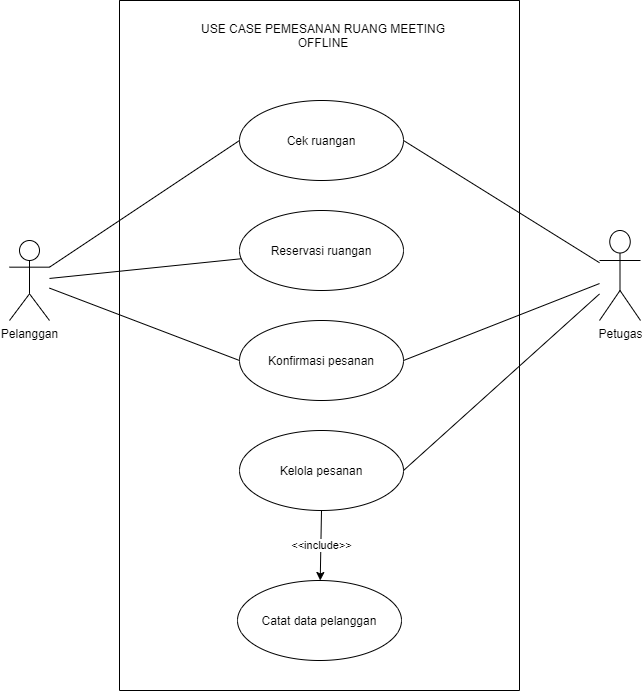 USE CASE PEMESANAN RUANG MEETING
OFFLINE
Cek ruangan
Reservasi ruangan
Pelanggan
Petugas
Konfirmasi pesanan
Kelola pesanan
<<include>>
Catat data pelanggan